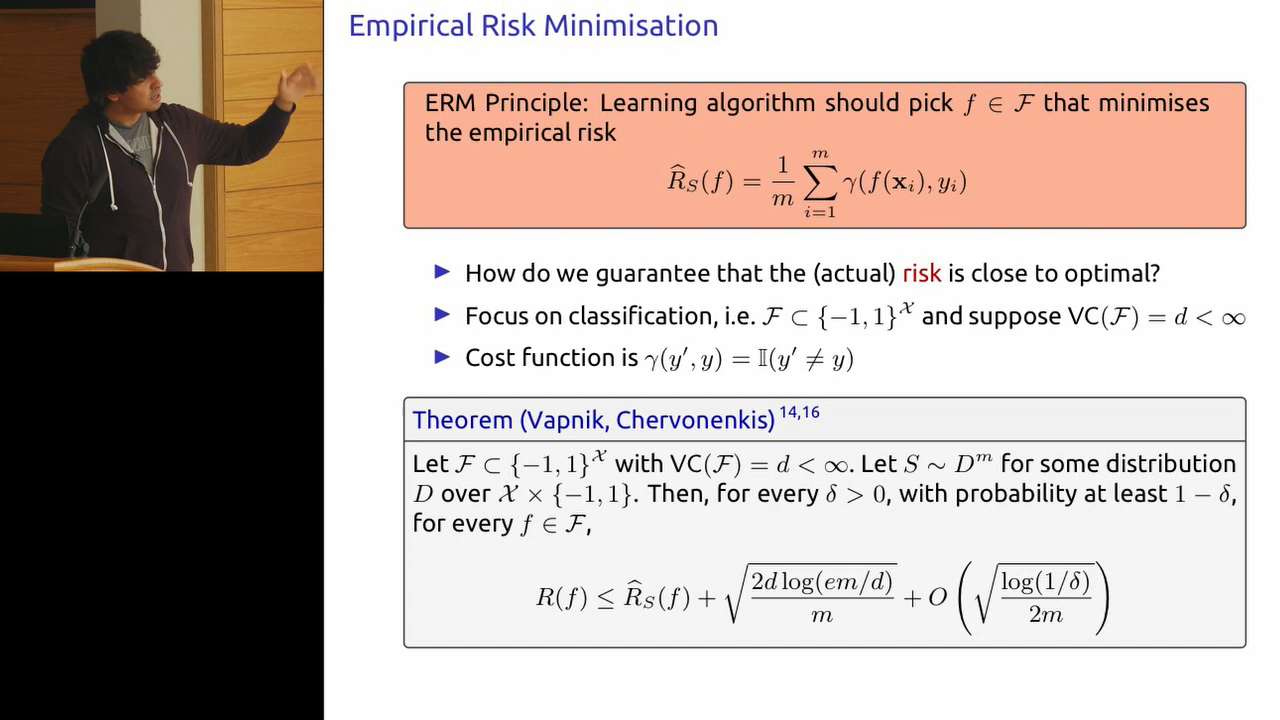 Empirical Risk Minimisation
ERM Principle: Learning algorithm should pick f ∈ ℱ that minimises
the empirical risk
R̂_S(f) = 1/m ∑_{i=1}^{m} γ(f(𝐱_i), y_i)
▶ How do we guarantee that the (actual) risk is close to optimal?
▶ Focus on classification, i.e. ℱ ⊂ {−1, 1}^𝒳 and suppose VC(ℱ) = d < ∞
▶ Cost function is γ(y′, y) = 𝕀(y′ ≠ y)
Theorem (Vapnik, Chervonenkis)^14,16
Let ℱ ⊂ {−1, 1}^𝒳 with VC(ℱ) = d < ∞. Let S ∼ D^m for some distribution
D over 𝒳 × {−1, 1}. Then, for every δ > 0, with probability at least 1 − δ,
for every f ∈ ℱ,
R(f) ≤ R̂_S(f) + √(2d log(em/d) / m) + O(√(log(1/δ) / 2m))